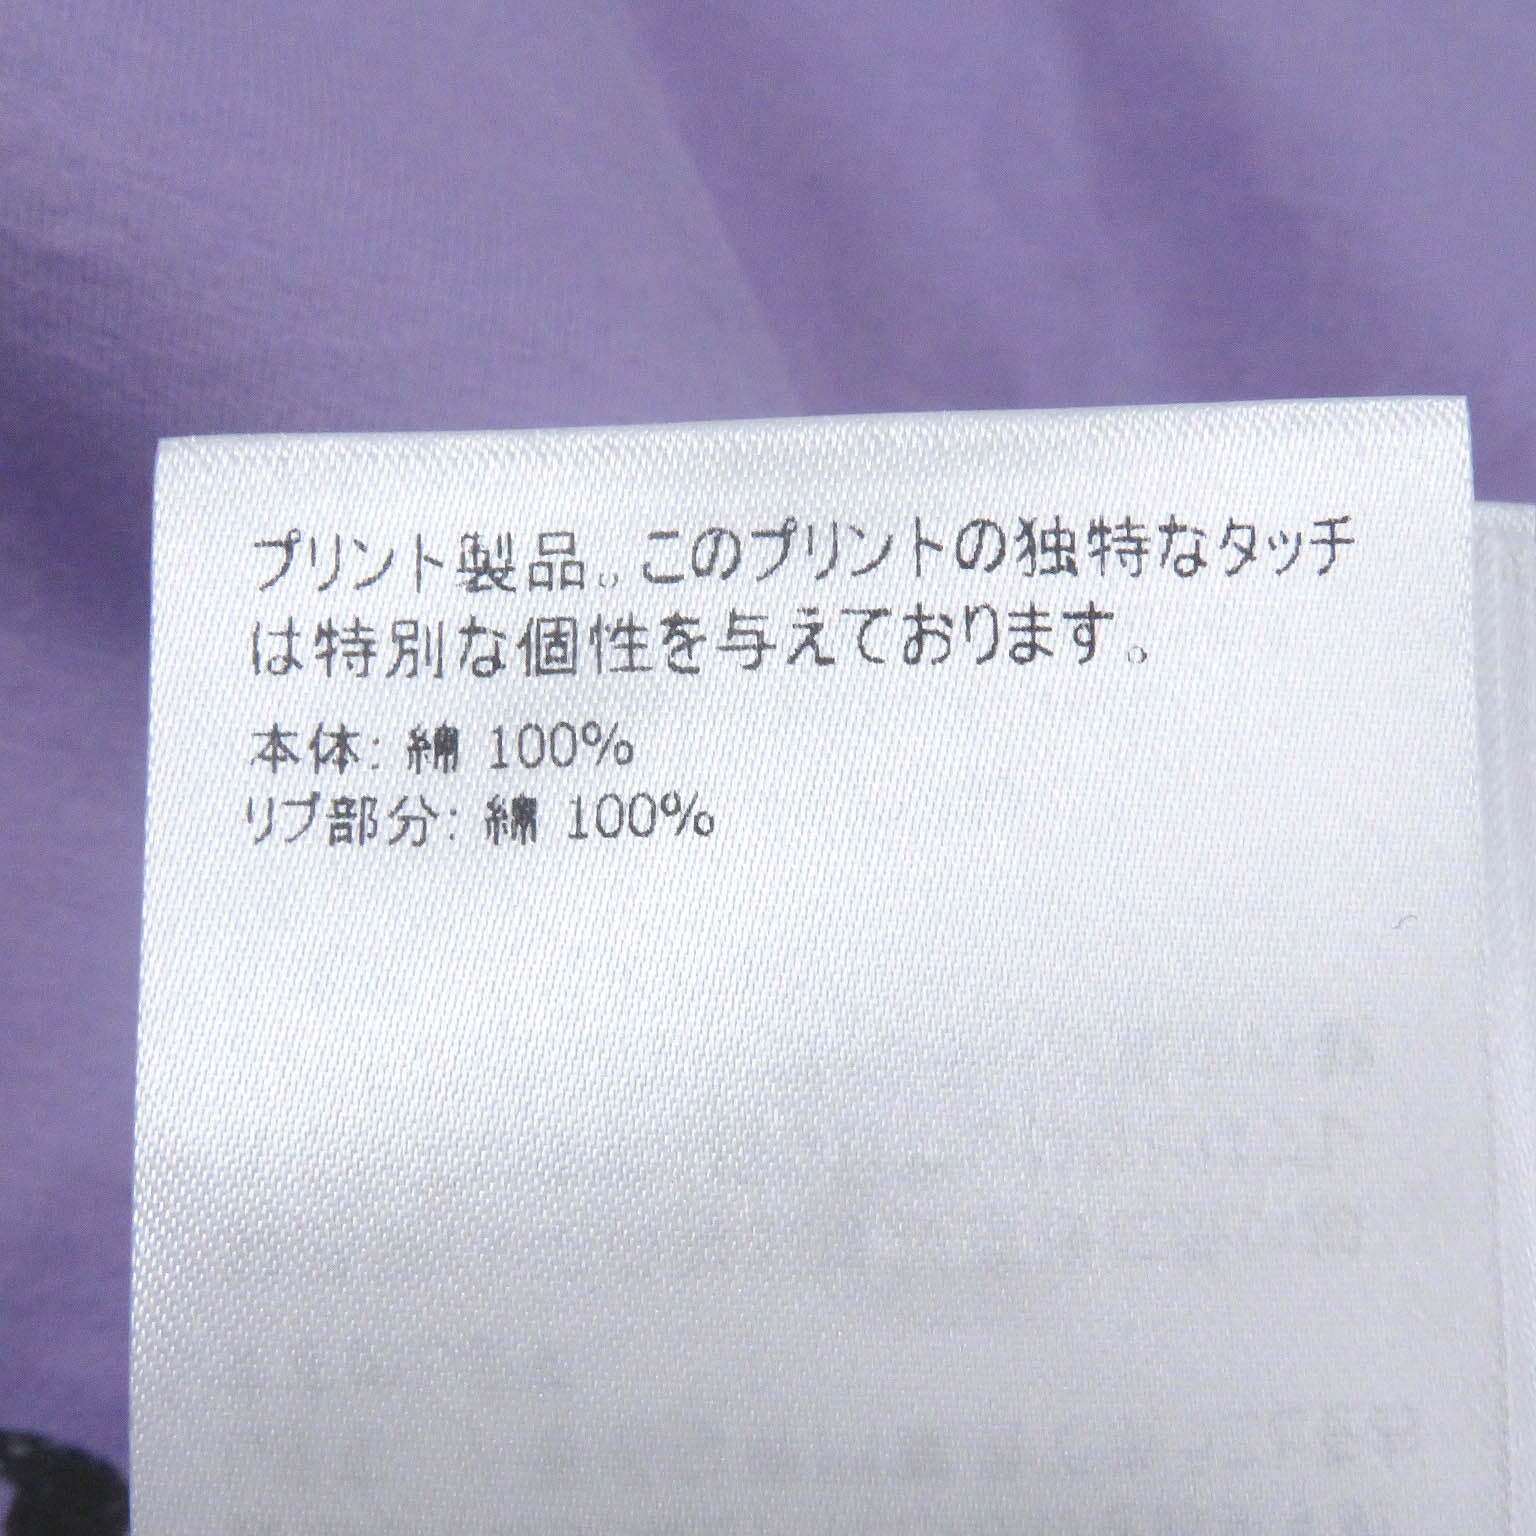 プリント製品。このプリントの独特なタッチ
は特別な個性を与えております。
本体: 綿 100%
リブ部分: 綿 100%